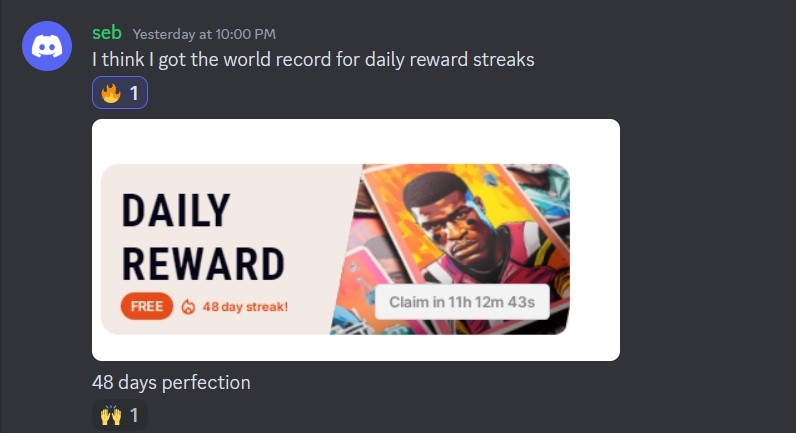 seb Yesterday at 10:00 PM
I think I got the world record for daily reward streaks
🔥 1
DAILY
REWARD
FREE 48 day streak!
Claim in 11h 12m 43s
48 days perfection
🙌 1